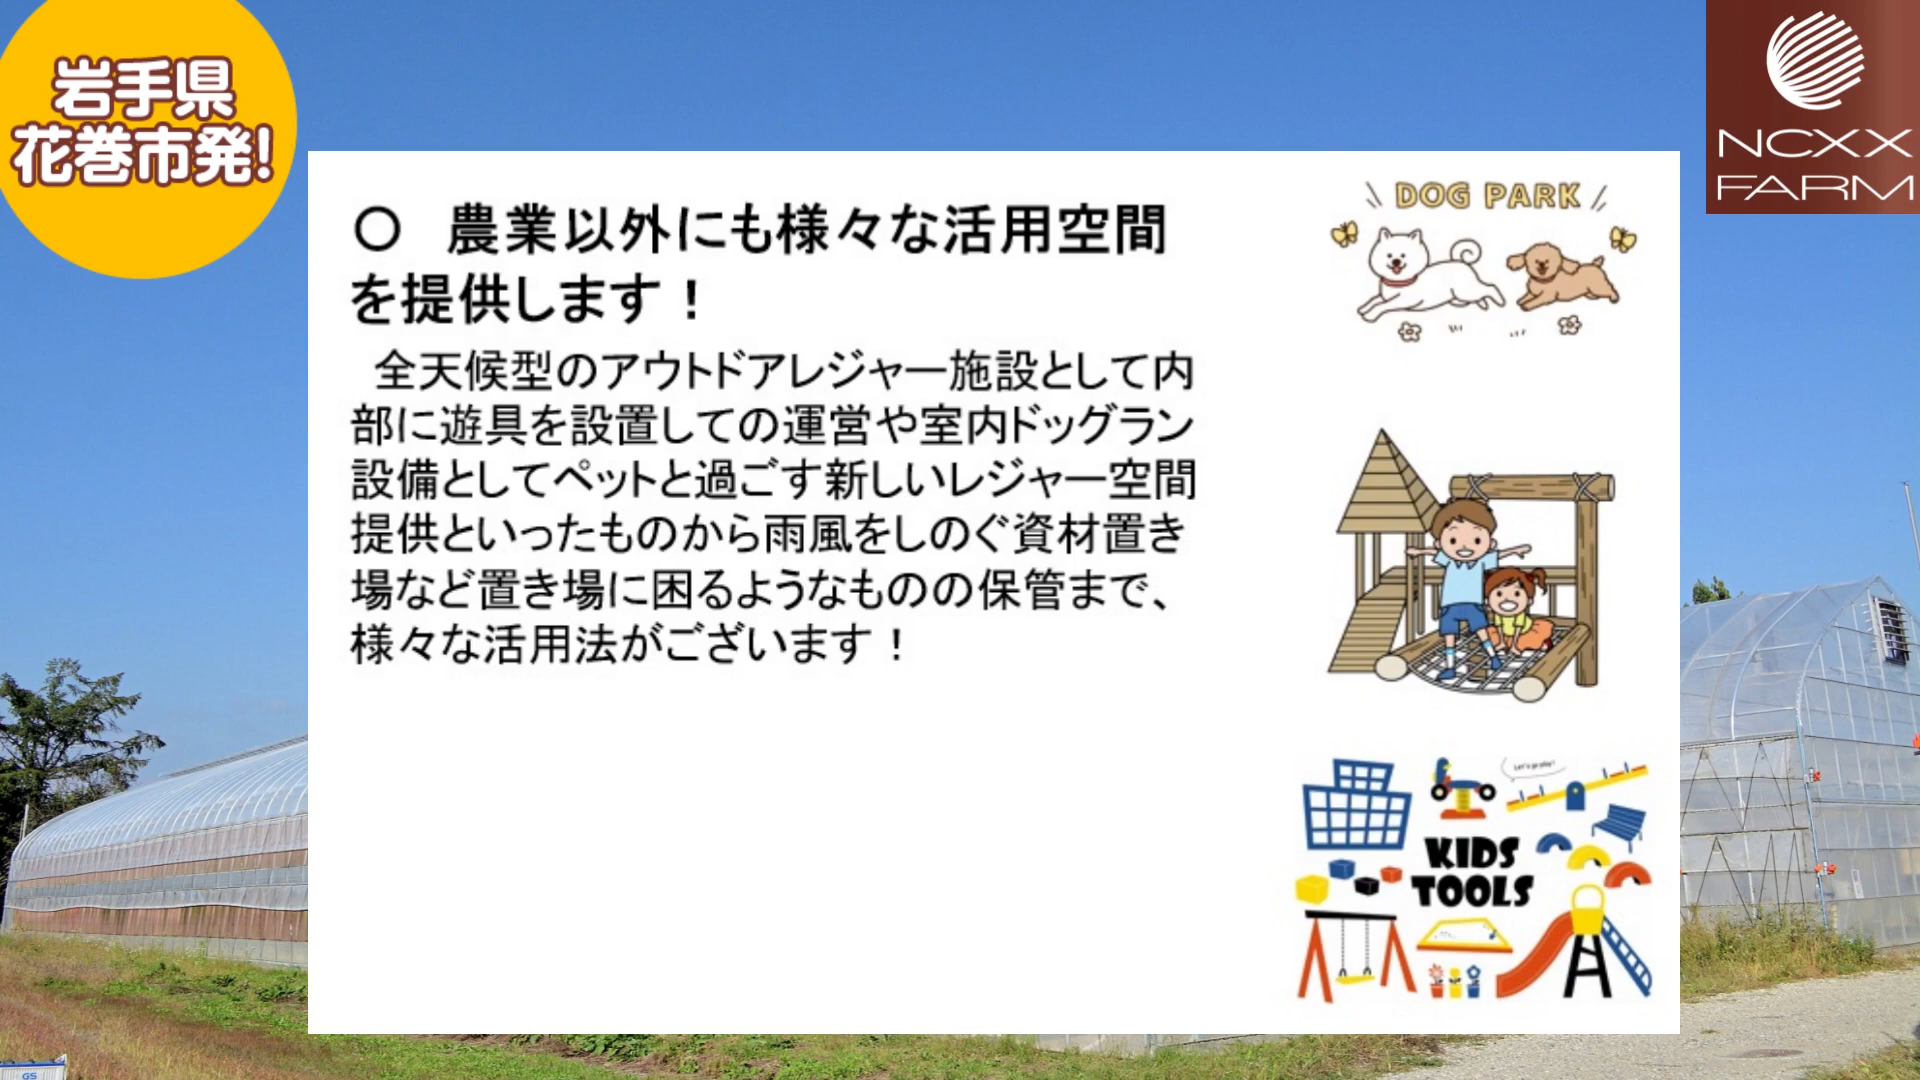 岩手県
花巻市発!
NCXX
FARM
〇　農業以外にも様々な活用空間
を提供します！
全天候型のアウトドアレジャー施設として内
部に遊具を設置しての運営や室内ドッグラン
設備としてペットと過ごす新しいレジャー空間
提供といったものから雨風をしのぐ資材置き
場など置き場に困るようなものの保管まで、
様々な活用法がございます！
DOG PARK
Let's go play!
KIDS
TOOLS
GS